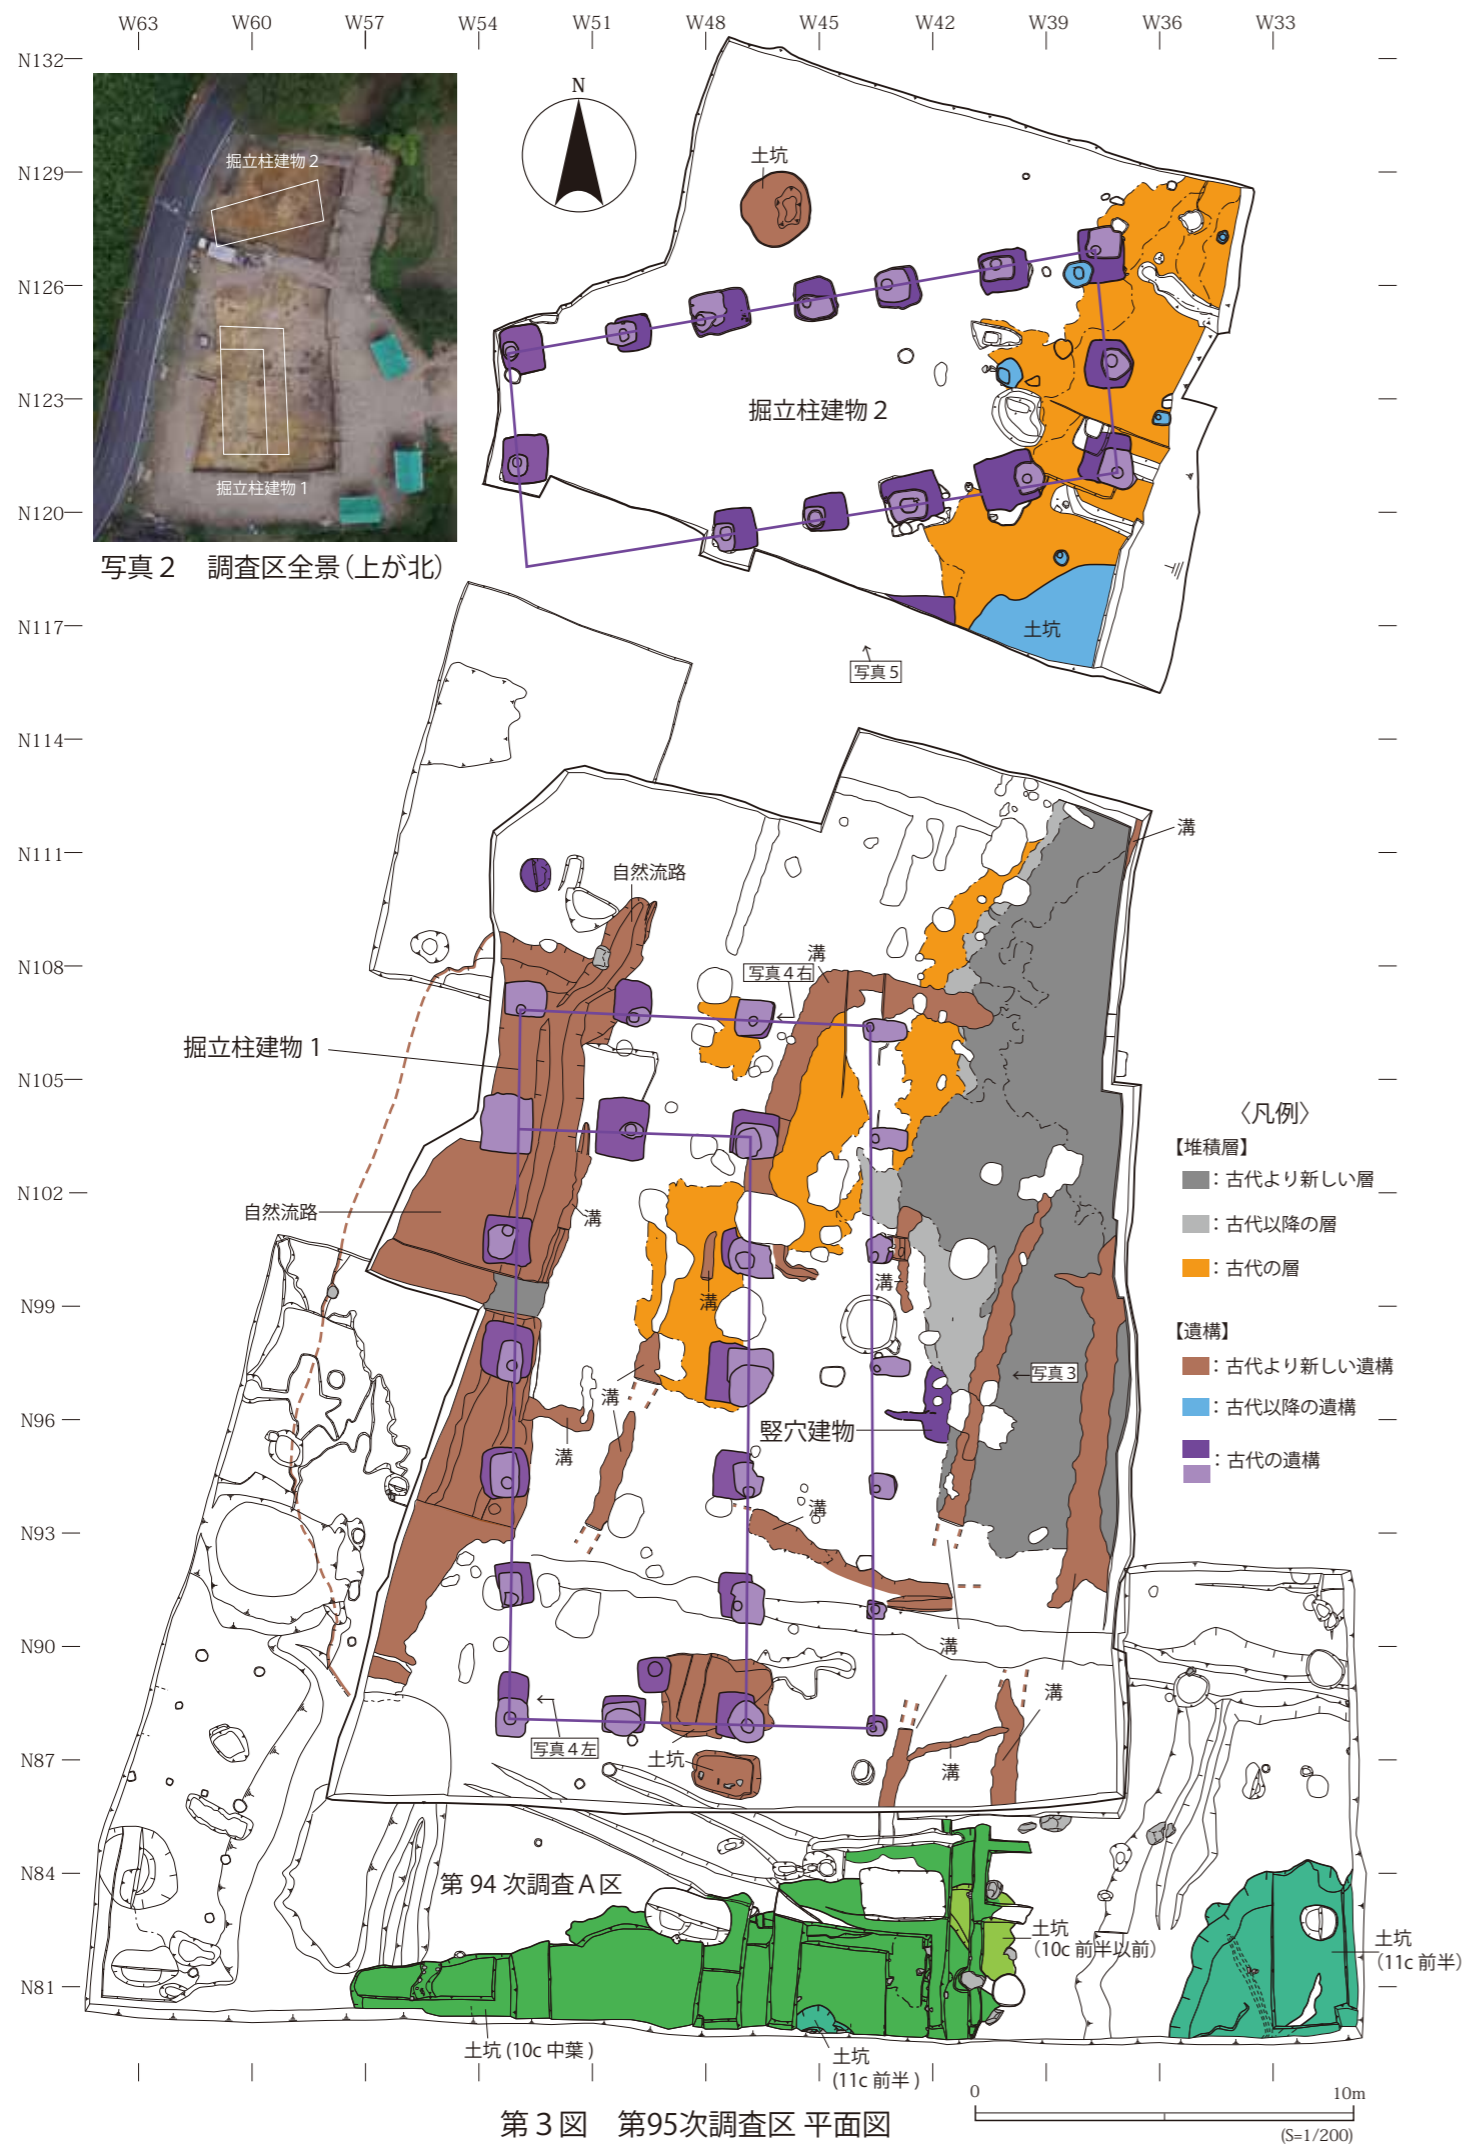 W63 W60 W57 W54 W51 W48 W45 W42 W39 W36 W33
N132
N129
N126
N123
N120
N117
N114
N111
N108
N105
N102
N99
N96
N93
N90
N87
N84
N81
掘立柱建物 2
掘立柱建物 1
写真2 調査区全景(上が北)
N
土坑
掘立柱建物 2
土坑
写真5
溝
自然流路
溝
写真4右
掘立柱建物 1
自然流路
溝
溝
溝
写真3
溝
溝
溝
竪穴建物
溝
溝
溝
溝
写真4左
土坑
〈凡例〉
【堆積層】
:古代より新しい層
:古代以降の層
:古代の層
【遺構】
:古代より新しい遺構
:古代以降の遺構
:古代の遺構
第94次調査A区
土坑
(10c 前半以前)
土坑
(11c 前半)
土坑 (10c 中葉 )
土坑
(11c 前半 )
0 10m
(S=1/200)
第3図 第95次調査区 平面図